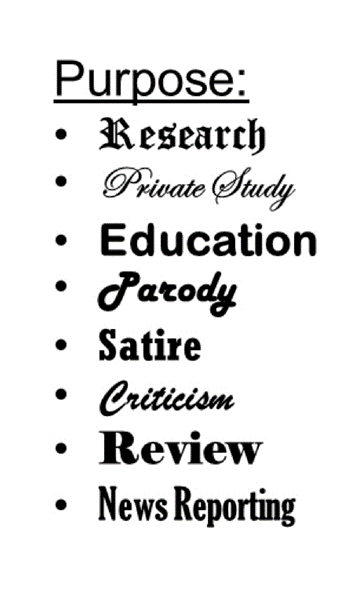 Purpose:
• Research
• Private Study
• Education
• Parody
• Satire
• Criticism
• Review
• News Reporting